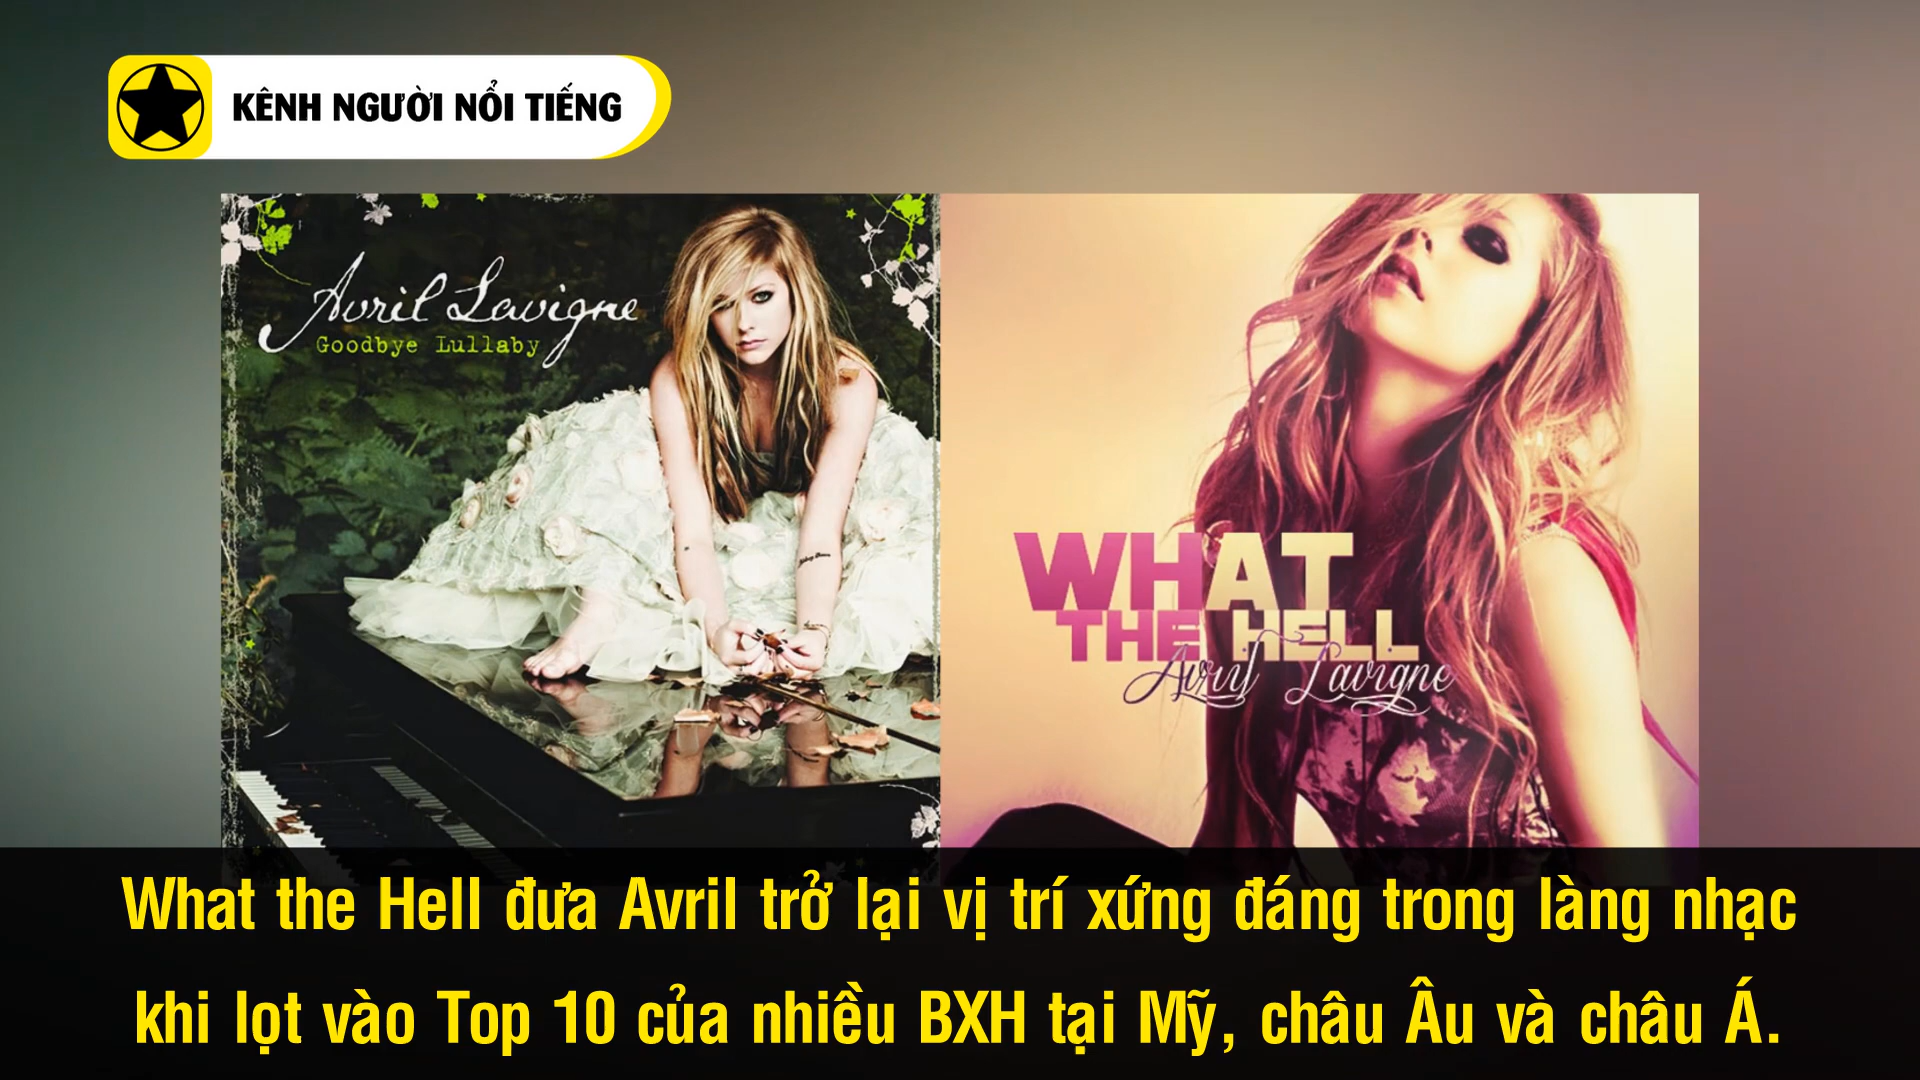 KÊNH NGƯỜI NỔI TIẾNG
Avril Lavigne
Goodbye Lullaby
WHAT
THE HELL
Avril Lavigne
What the Hell đưa Avril trở lại vị trí xứng đáng trong làng nhạc
khi lọt vào Top 10 của nhiều BXH tại Mỹ, châu Âu và châu Á.